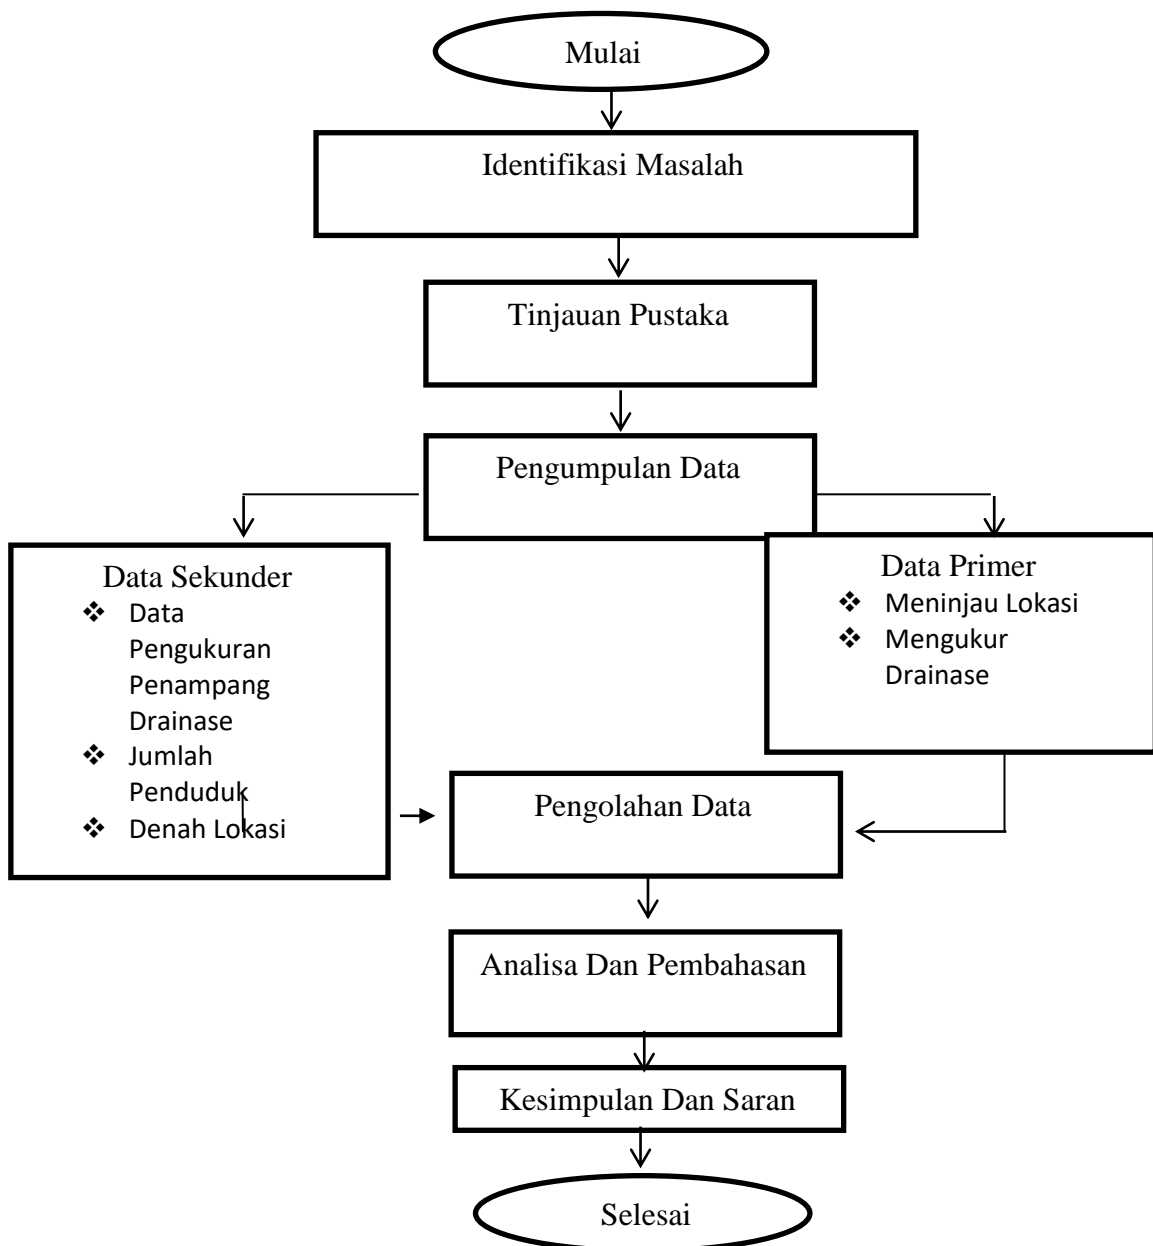 Mulai
Identifikasi Masalah
Tinjauan Pustaka
Pengumpulan Data
Data Sekunder
❖ Data
Pengukuran
Penampang
Drainase
❖ Jumlah
Penduduk
❖ Denah Lokasi
Data Primer
❖ Meninjau Lokasi
❖ Mengukur
Drainase
Pengolahan Data
Analisa Dan Pembahasan
Kesimpulan Dan Saran
Selesai